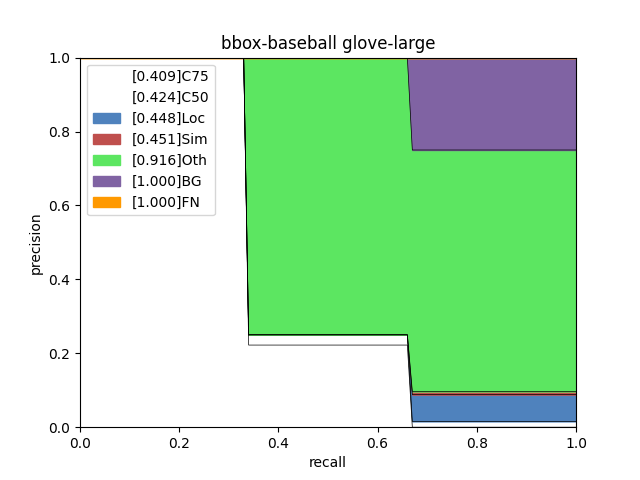 bbox-baseball glove-large
[0.409]C75
[0.424]C50
[0.448]Loc
[0.451]Sim
[0.916]Oth
[1.000]BG
[1.000]FN
precision
1.0
0.8
0.6
0.4
0.2
0.0
0.0 0.2 0.4 0.6 0.8 1.0
recall